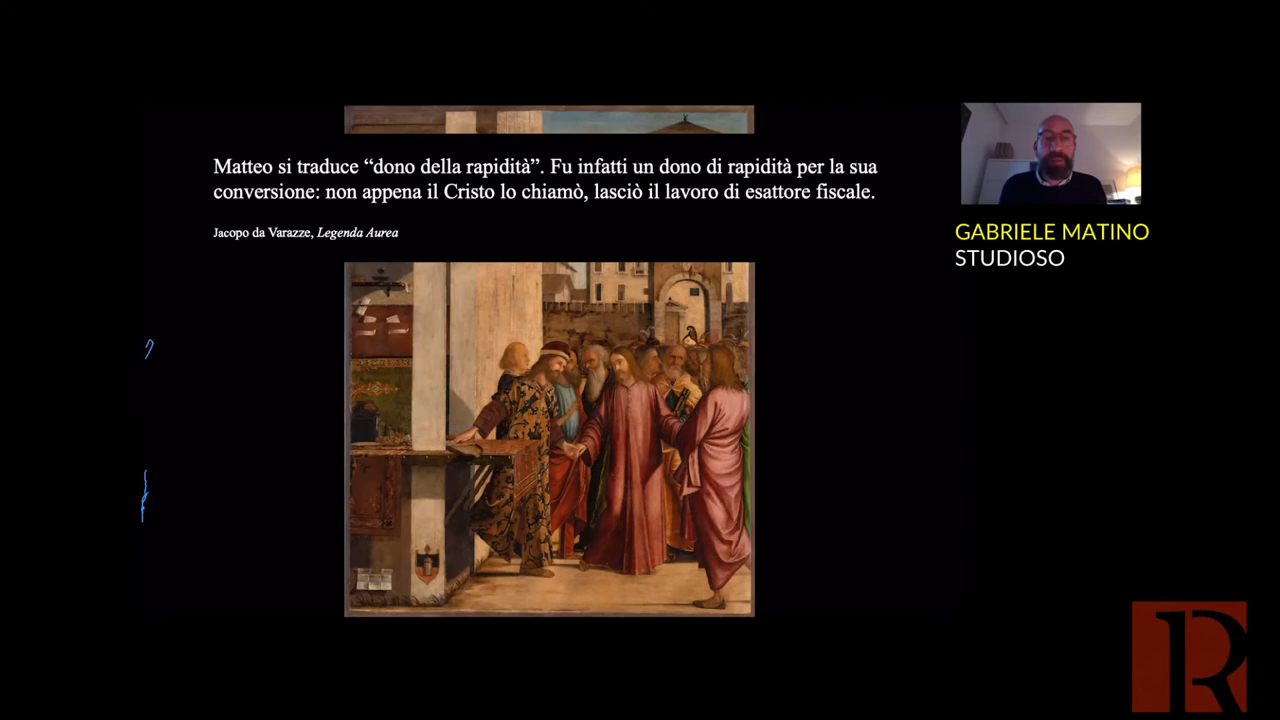 Matteo si traduce “dono della rapidità”. Fu infatti un dono di rapidità per la sua
conversione: non appena il Cristo lo chiamò, lasciò il lavoro di esattore fiscale.
Jacopo da Varazze, Legenda Aurea
GABRIELE MATINO
STUDIOSO
R